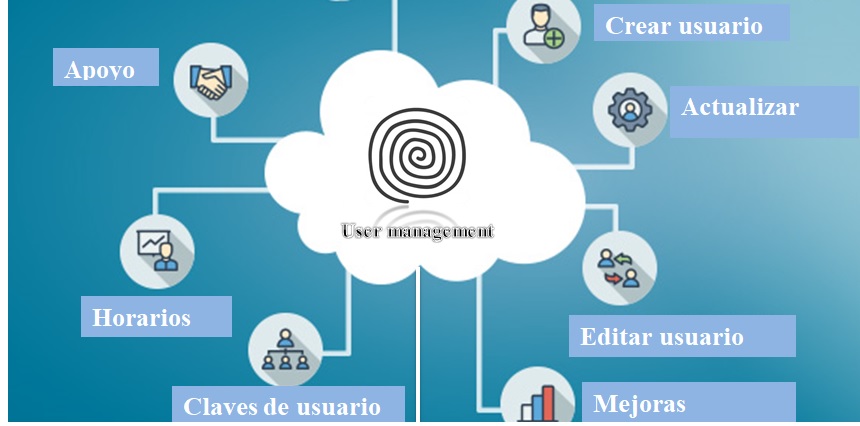 Crear usuario
Apoyo
Actualizar
User management
Horarios
Editar usuario
Claves de usuario
Mejoras